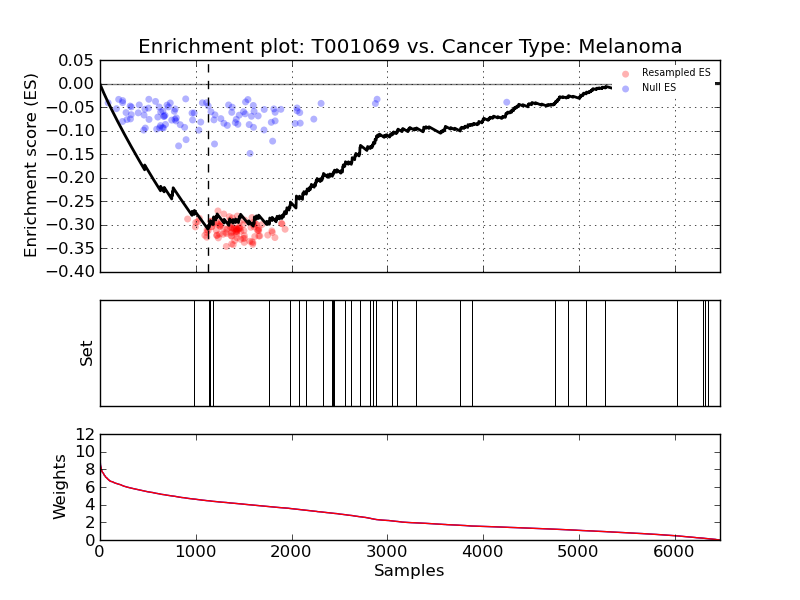 Enrichment plot: T001069 vs. Cancer Type: Melanoma
Enrichment score (ES)
0.05
0.00
−0.05
−0.10
−0.15
−0.20
−0.25
−0.30
−0.35
−0.40
Resampled ES
Null ES
Set
Weights
12
10
8
6
4
2
0
0 1000 2000 3000 4000 5000 6000
Samples